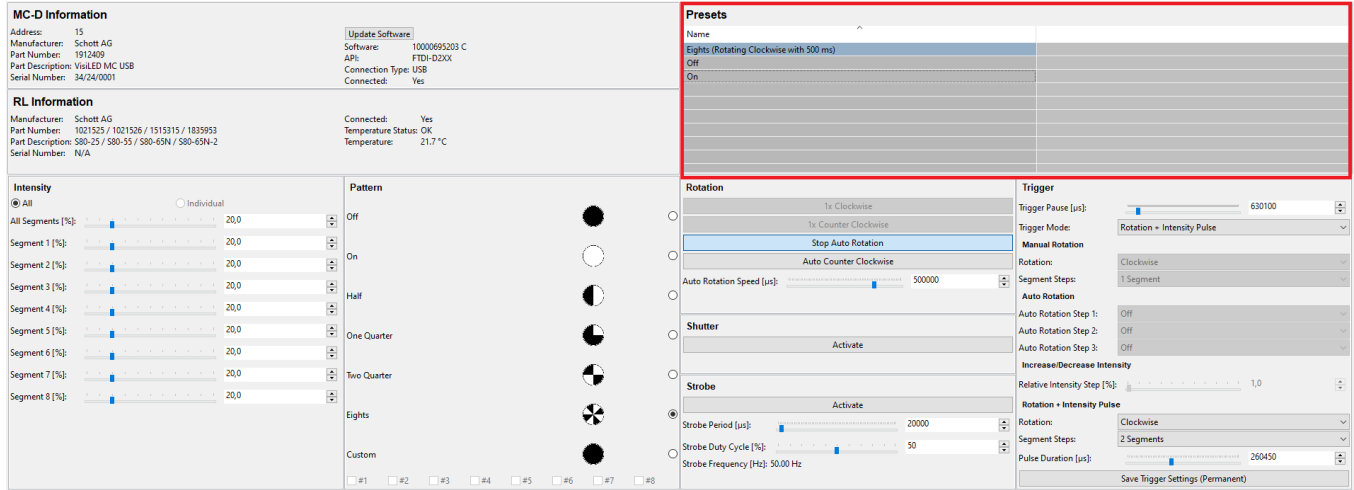 MC-D Information
Address: 15
Manufacturer: Schott AG
Part Number: 1912409
Part Description: VisiLED MC USB
Serial Number: 34/24/0001
Update Software
Software: 10000695203 C
API: FTDI-D2XX
Connection Type: USB
Connected: Yes
RL Information
Manufacturer: Schott AG
Part Number: 1021525 / 1021526 / 1515315 / 1835953
Part Description: S80-25 / S80-55 / S80-65N / S80-65N-2
Serial Number: N/A
Connected: Yes
Temperature Status: OK
Temperature: 21.7 °C
Presets
Name
Eights (Rotating Clockwise with 500 ms)
Off
On
Intensity
All Individual
All Segments [%]: 20,0
Segment 1 [%]: 20,0
Segment 2 [%]: 20,0
Segment 3 [%]: 20,0
Segment 4 [%]: 20,0
Segment 5 [%]: 20,0
Segment 6 [%]: 20,0
Segment 7 [%]: 20,0
Segment 8 [%]: 20,0
Pattern
Off
On
Half
One Quarter
Two Quarter
Eights
Custom
#1 #2 #3 #4 #5 #6 #7 #8
Rotation
1x Clockwise
1x Counter Clockwise
Stop Auto Rotation
Auto Counter Clockwise
Auto Rotation Speed [µs]: 500000
Shutter
Activate
Strobe
Activate
Strobe Period [µs]: 20000
Strobe Duty Cycle [%]: 50
Strobe Frequency [Hz]: 50.00 Hz
Trigger
Trigger Pause [µs]: 630100
Trigger Mode: Rotation + Intensity Pulse
Manual Rotation
Rotation: Clockwise
Segment Steps: 1 Segment
Auto Rotation
Auto Rotation Step 1: Off
Auto Rotation Step 2: Off
Auto Rotation Step 3: Off
Increase/Decrease Intensity
Relative Intensity Step [%]: 1,0
Rotation + Intensity Pulse
Rotation: Clockwise
Segment Steps: 2 Segments
Pulse Duration [µs]: 260450
Save Trigger Settings (Permanent)